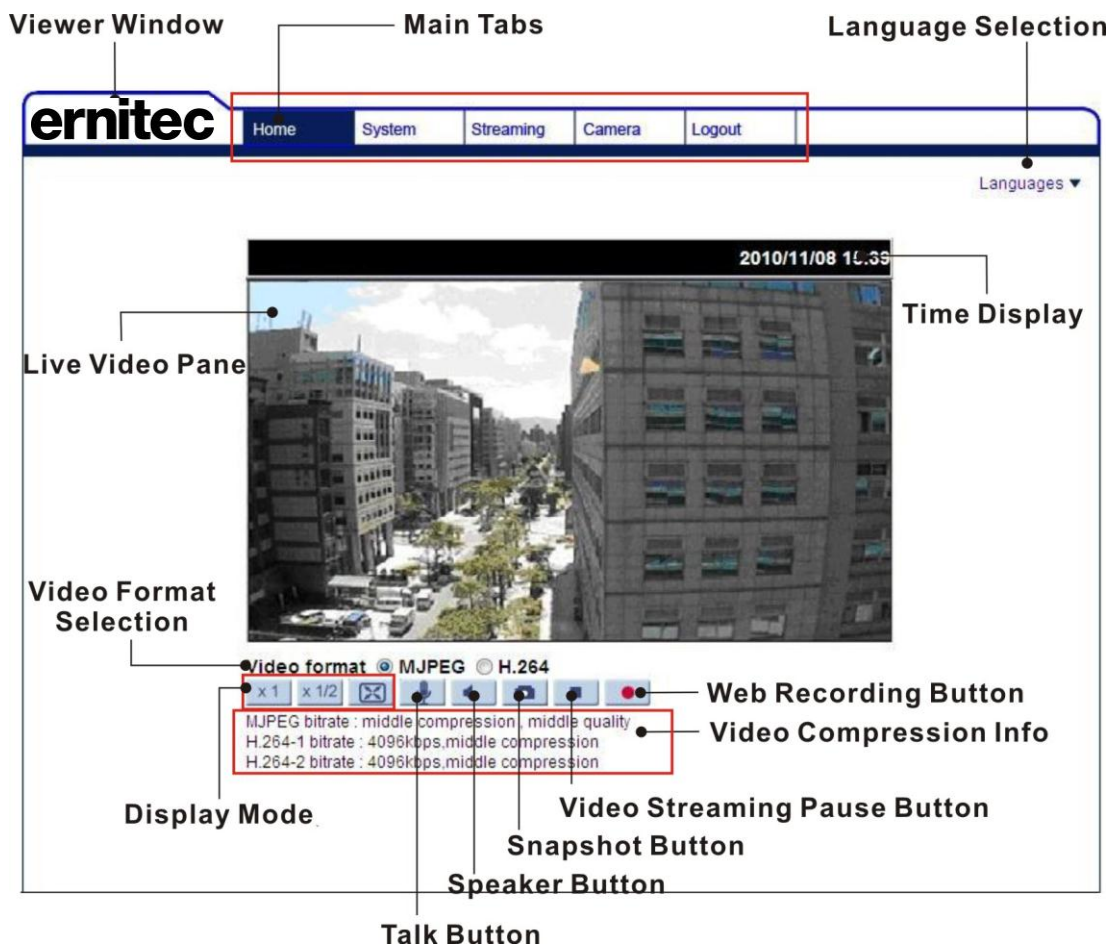 Viewer Window
Main Tabs
Language Selection
ernitec
Home System Streaming Camera Logout
Languages ▼
2010/11/08
Time Display
Live Video Pane
Video Format
Selection
Video format MJPEG H.264
x 1 x 1/2
Web Recording Button
MJPEG bitrate : middle compression , middle quality
Video Compression Info
H.264-1 bitrate : 4096kbps,middle compression
H.264-2 bitrate : 4096kbps,middle compression
Display Mode
Video Streaming Pause Button
Snapshot Button
Speaker Button
Talk Button